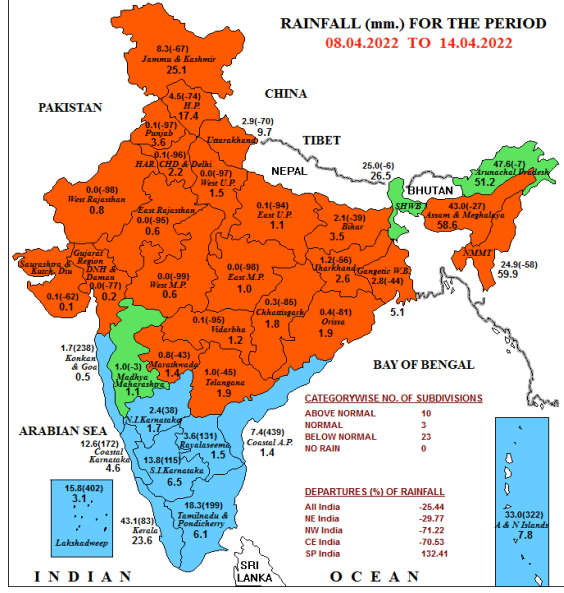 RAINFALL (mm.) FOR THE PERIOD
08.04.2022 TO 14.04.2022
8.3(-67)
Jammu & Kashmir
25.1
CHINA
PAKISTAN
4.5(-74)
H.P.
17.4
2.9(-70)
Uttarakhand
9.7
TIBET
0.1(-97)
Punjab
3.6
0.1(-96)
HAR. CHD & Delhi
2.2
0.0(-97)
West U.P.
1.5
NEPAL
25.0(-6)
26.5
SHWB
BHUTAN
47.6(-7)
Arunachal Pradesh
51.2
0.0(-98)
West Rajasthan
0.8
East Rajasthan
0.0(-95)
0.6
0.1(-94)
East U.P.
1.1
2.1(-39)
Bihar
3.5
43.0(-27)
Assam & Meghalaya
58.6
NMMT
24.9(-58)
59.9
Saurashtra &
Kutch, Diu
0.1(-62)
0.1
Gujarat
Region
DNH &
Daman
0.0(-77)
0.2
0.0(-99)
West M.P.
0.6
0.0(-98)
East M.P.
1.0
1.2(-56)
Jharkhand
2.6
Gangetic W.B.
2.8(-44)
5.1
0.3(-85)
Chhattisgarh
1.8
0.4(-81)
Orissa
1.9
0.1(-95)
Vidarbha
1.2
1.7(238)
Konkan
& Goa
0.5
1.0(-3)
Madhya
Maharashtra
1.1
0.8(-43)
Marathwada
1.4
1.0(-45)
Telangana
1.9
BAY OF BENGAL
ARABIAN SEA
2.4(38)
N.I.Karnataka
1.7
3.6(131)
Rayalaseema
1.5
7.4(439)
Coastal A.P.
1.4
12.6(172)
Coastal
Karnataka
4.6
13.8(115)
S.I.Karnataka
6.5
CATEGORYWISE NO. OF SUBDIVISIONS
ABOVE NORMAL 10
NORMAL 3
BELOW NORMAL 23
NO RAIN 0
15.8(402)
3.1
Lakshadweep
43.1(83)
Kerala
23.6
18.3(199)
Tamilnadu &
Pondicherry
6.1
DEPARTURES (%) OF RAINFALL
All India -25.44
NE India -29.77
NW India -71.22
CE India -70.53
SP India 132.41
33.0(322)
A & N Islands
7.8
SRI
LANKA
INDIAN OCEAN